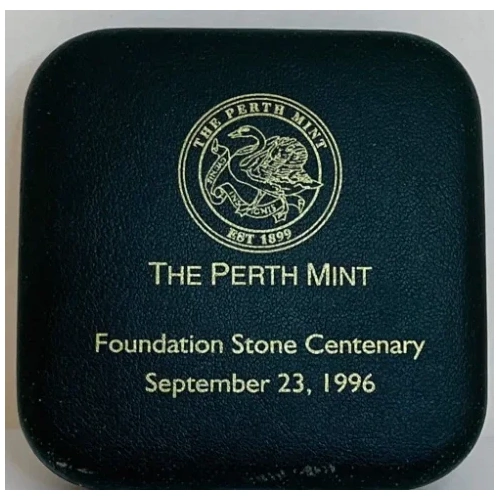 THE PERTH MINT
EST 1899
THE PERTH MINT
Foundation Stone Centenary
September 23, 1996